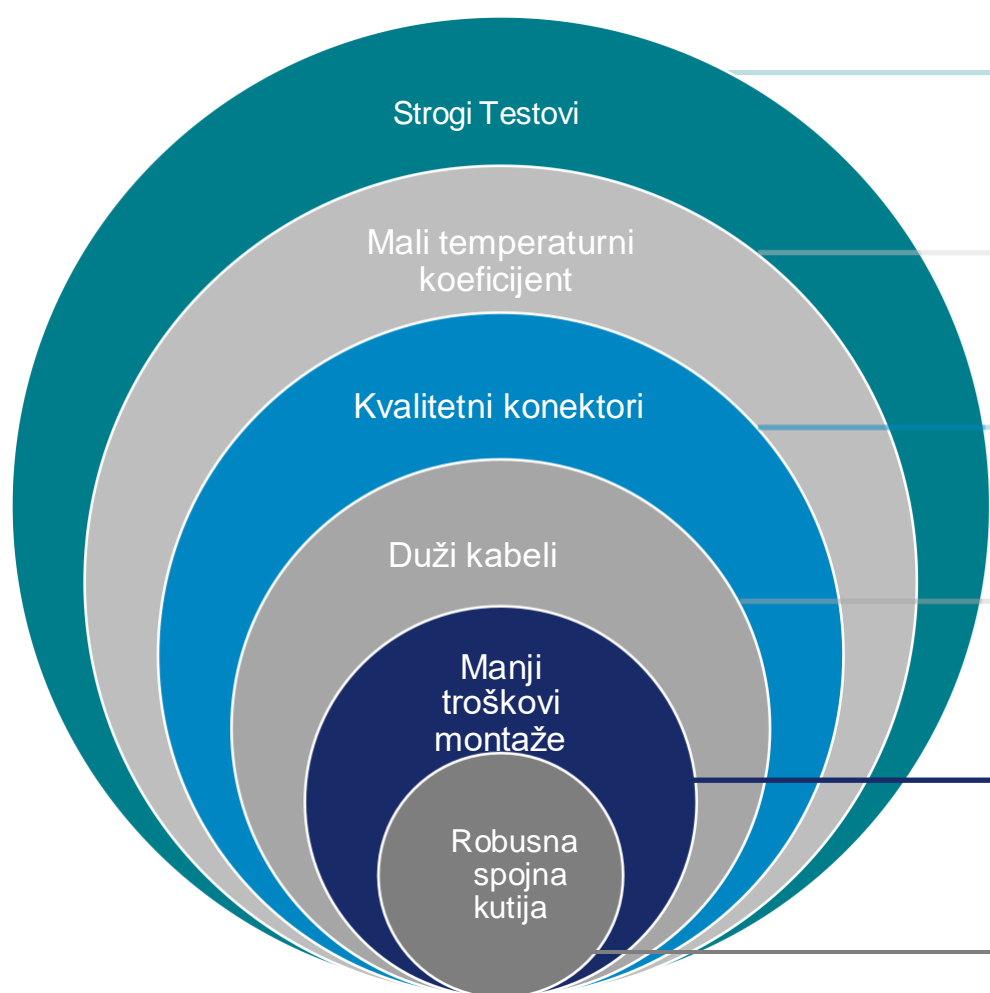 Strogi Testovi
Mali temperaturni
koeficijent
Kvalitetni konektori
Duži kabeli
Manji
troškovi
montaže
Robusna
spojna
kutija